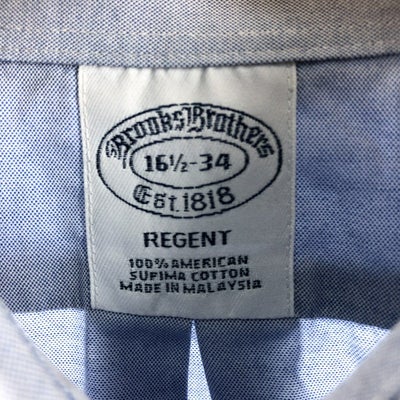 Brooks Brothers
16½-34
Est. 1818
REGENT
100% AMERICAN
SUPIMA COTTON
MADE IN MALAYSIA